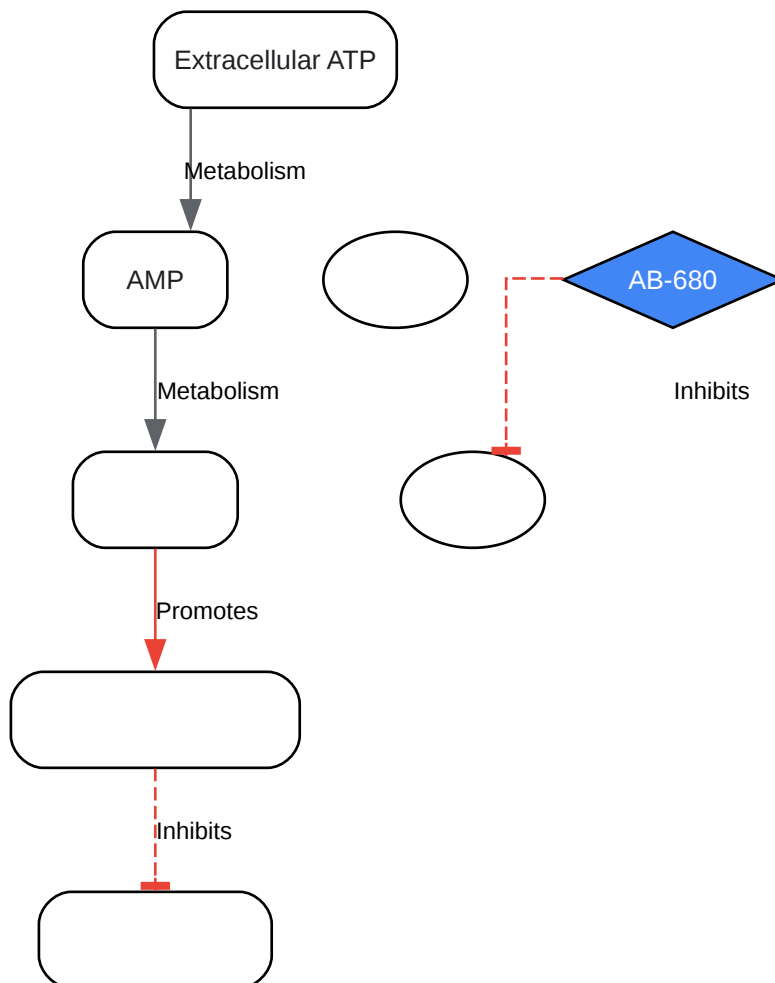 Extracellular ATP
Metabolism
AMP
AB-680
Metabolism
Inhibits
Promotes
Inhibits